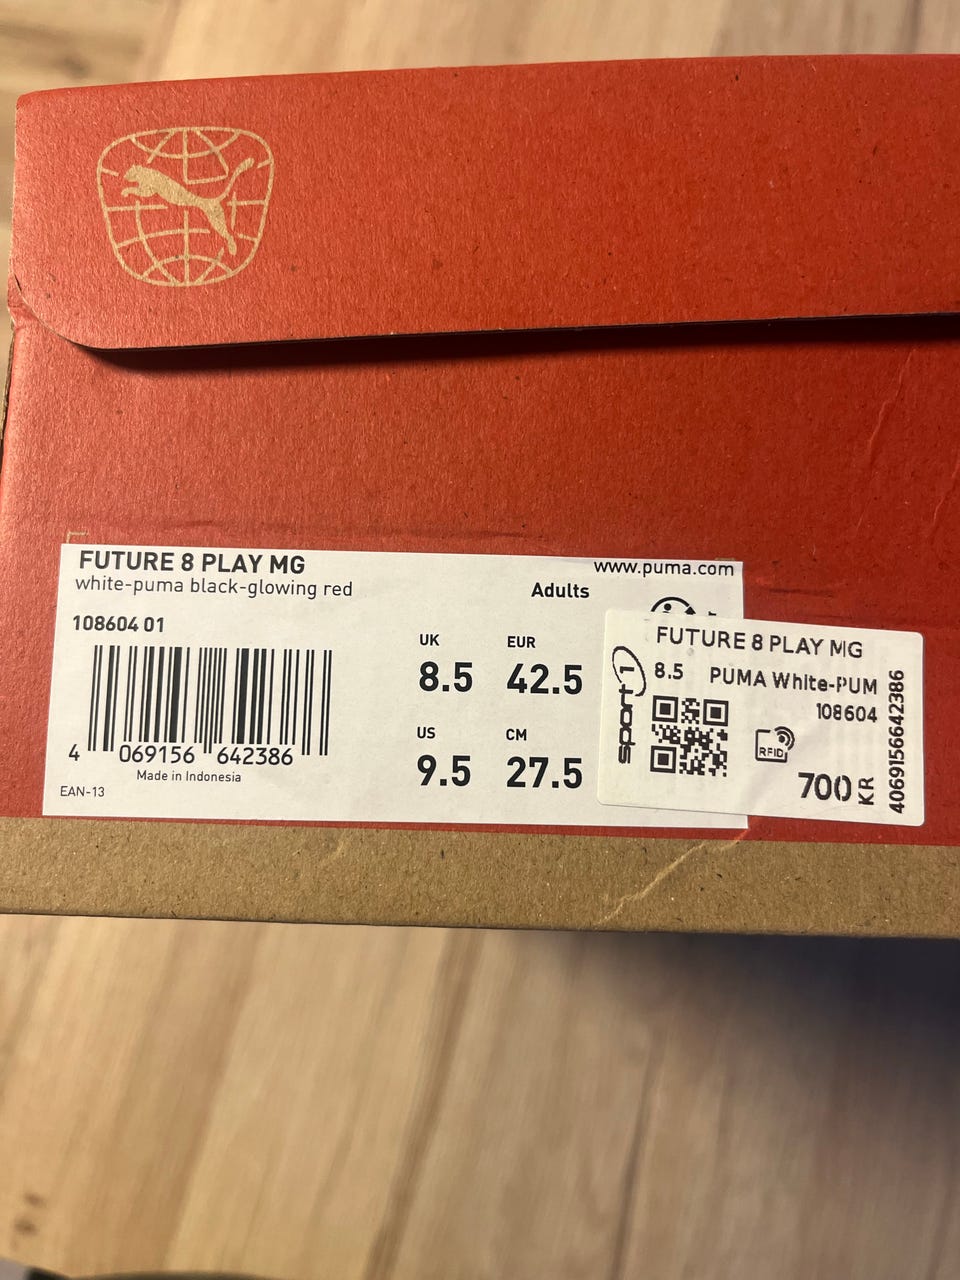 FUTURE 8 PLAY MG
white-puma black-glowing red
www.puma.com
Adults
108604 01
4 069156 642386
Made in Indonesia
EAN-13
UK
8.5
EUR
42.5
US
9.5
CM
27.5
sport1
FUTURE 8 PLAY MG
8.5 PUMA White-PUM
108604
RFID
700 KR
4069156642386